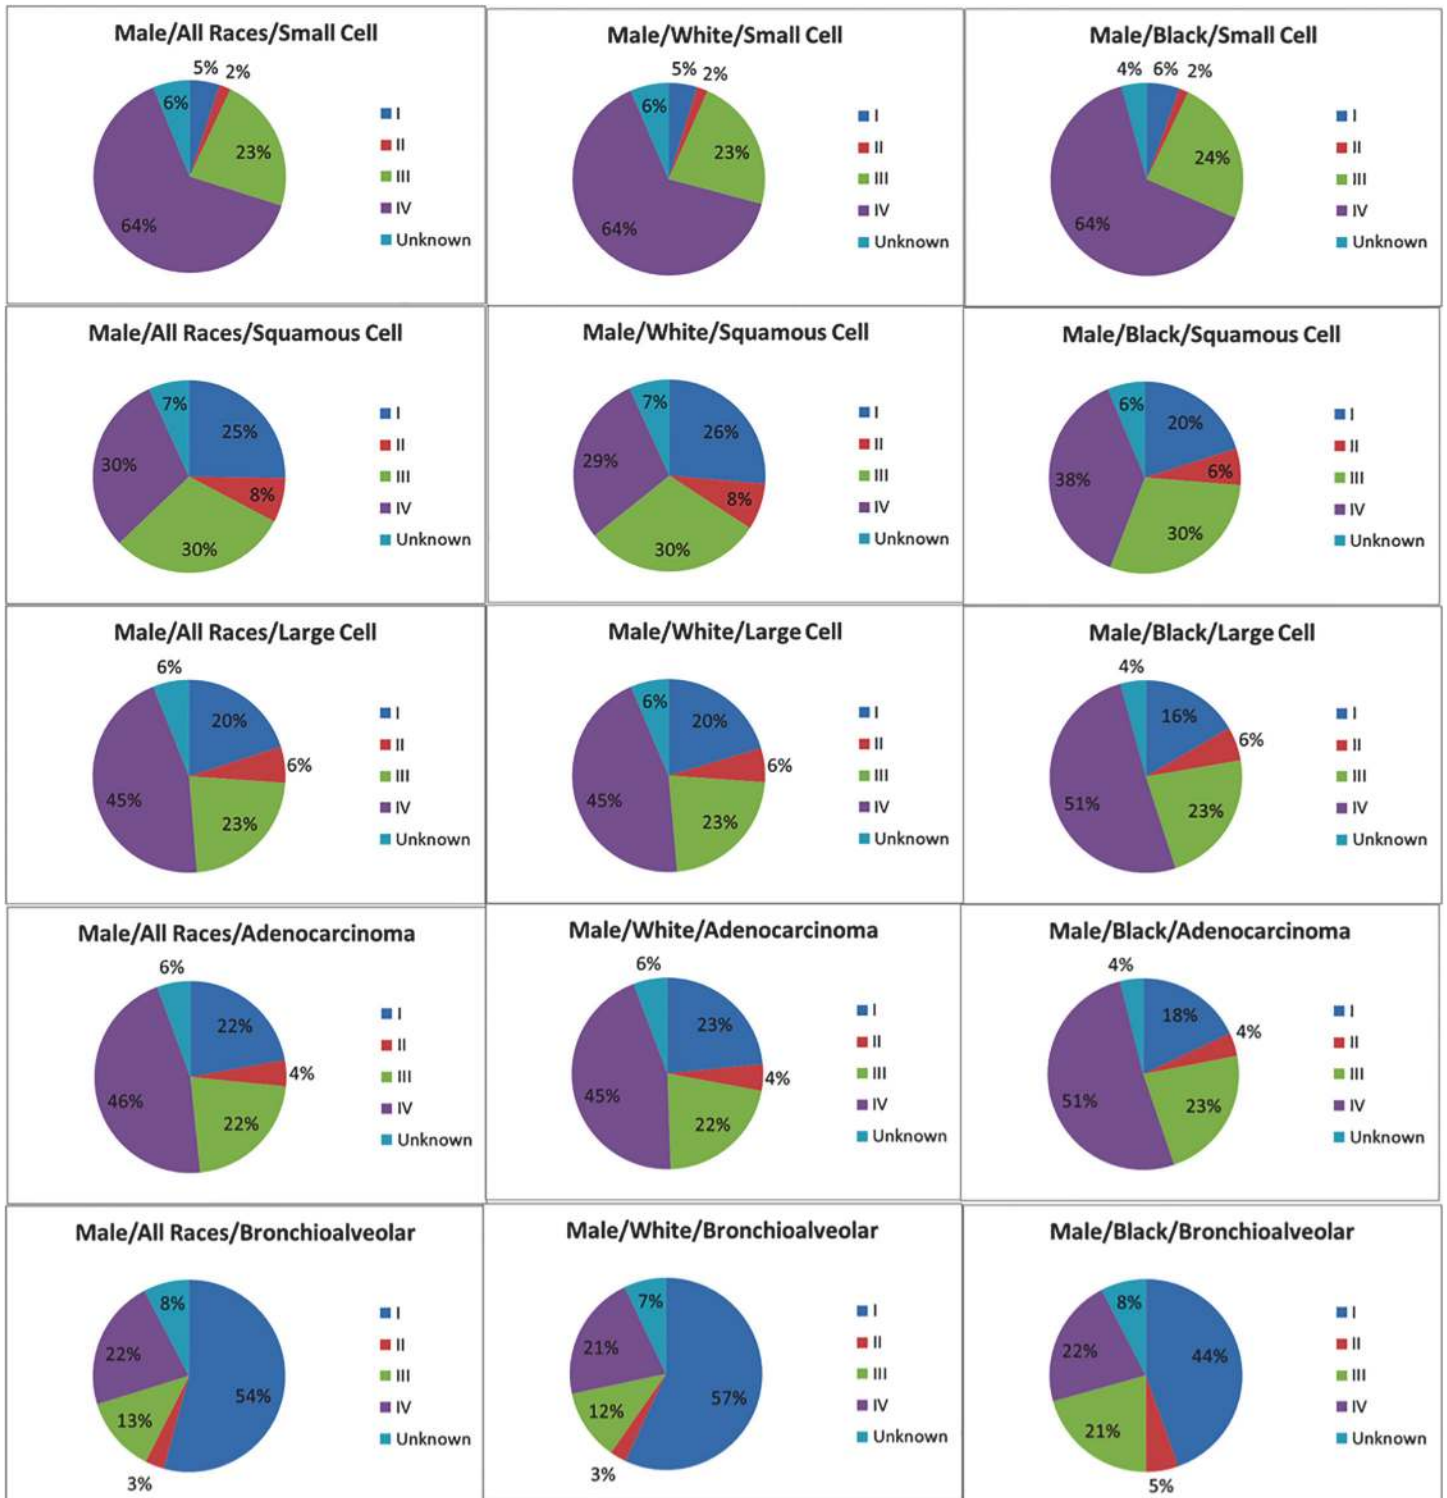 Male/All Races/Small Cell
5% 2%
6%
23%
64%
I
II
III
IV
Unknown
Male/White/Small Cell
5% 2%
6%
23%
64%
I
II
III
IV
Unknown
Male/Black/Small Cell
4% 6% 2%
24%
64%
I
II
III
IV
Unknown
Male/All Races/Squamous Cell
7%
25%
30%
8%
30%
I
II
III
IV
Unknown
Male/White/Squamous Cell
7%
26%
29%
8%
30%
I
II
III
IV
Unknown
Male/Black/Squamous Cell
6%
20%
38%
6%
30%
I
II
III
IV
Unknown
Male/All Races/Large Cell
6%
20%
6%
45%
23%
I
II
III
IV
Unknown
Male/White/Large Cell
6%
20%
6%
45%
23%
I
II
III
IV
Unknown
Male/Black/Large Cell
4%
16%
6%
51%
23%
I
II
III
IV
Unknown
Male/All Races/Adenocarcinoma
6%
22%
4%
46%
22%
I
II
III
IV
Unknown
Male/White/Adenocarcinoma
6%
23%
4%
45%
22%
I
II
III
IV
Unknown
Male/Black/Adenocarcinoma
4%
18%
4%
51%
23%
I
II
III
IV
Unknown
Male/All Races/Bronchioalveolar
8%
22%
54%
13%
3%
I
II
III
IV
Unknown
Male/White/Bronchioalveolar
7%
21%
57%
12%
3%
I
II
III
IV
Unknown
Male/Black/Bronchioalveolar
8%
22%
44%
21%
5%
I
II
III
IV
Unknown